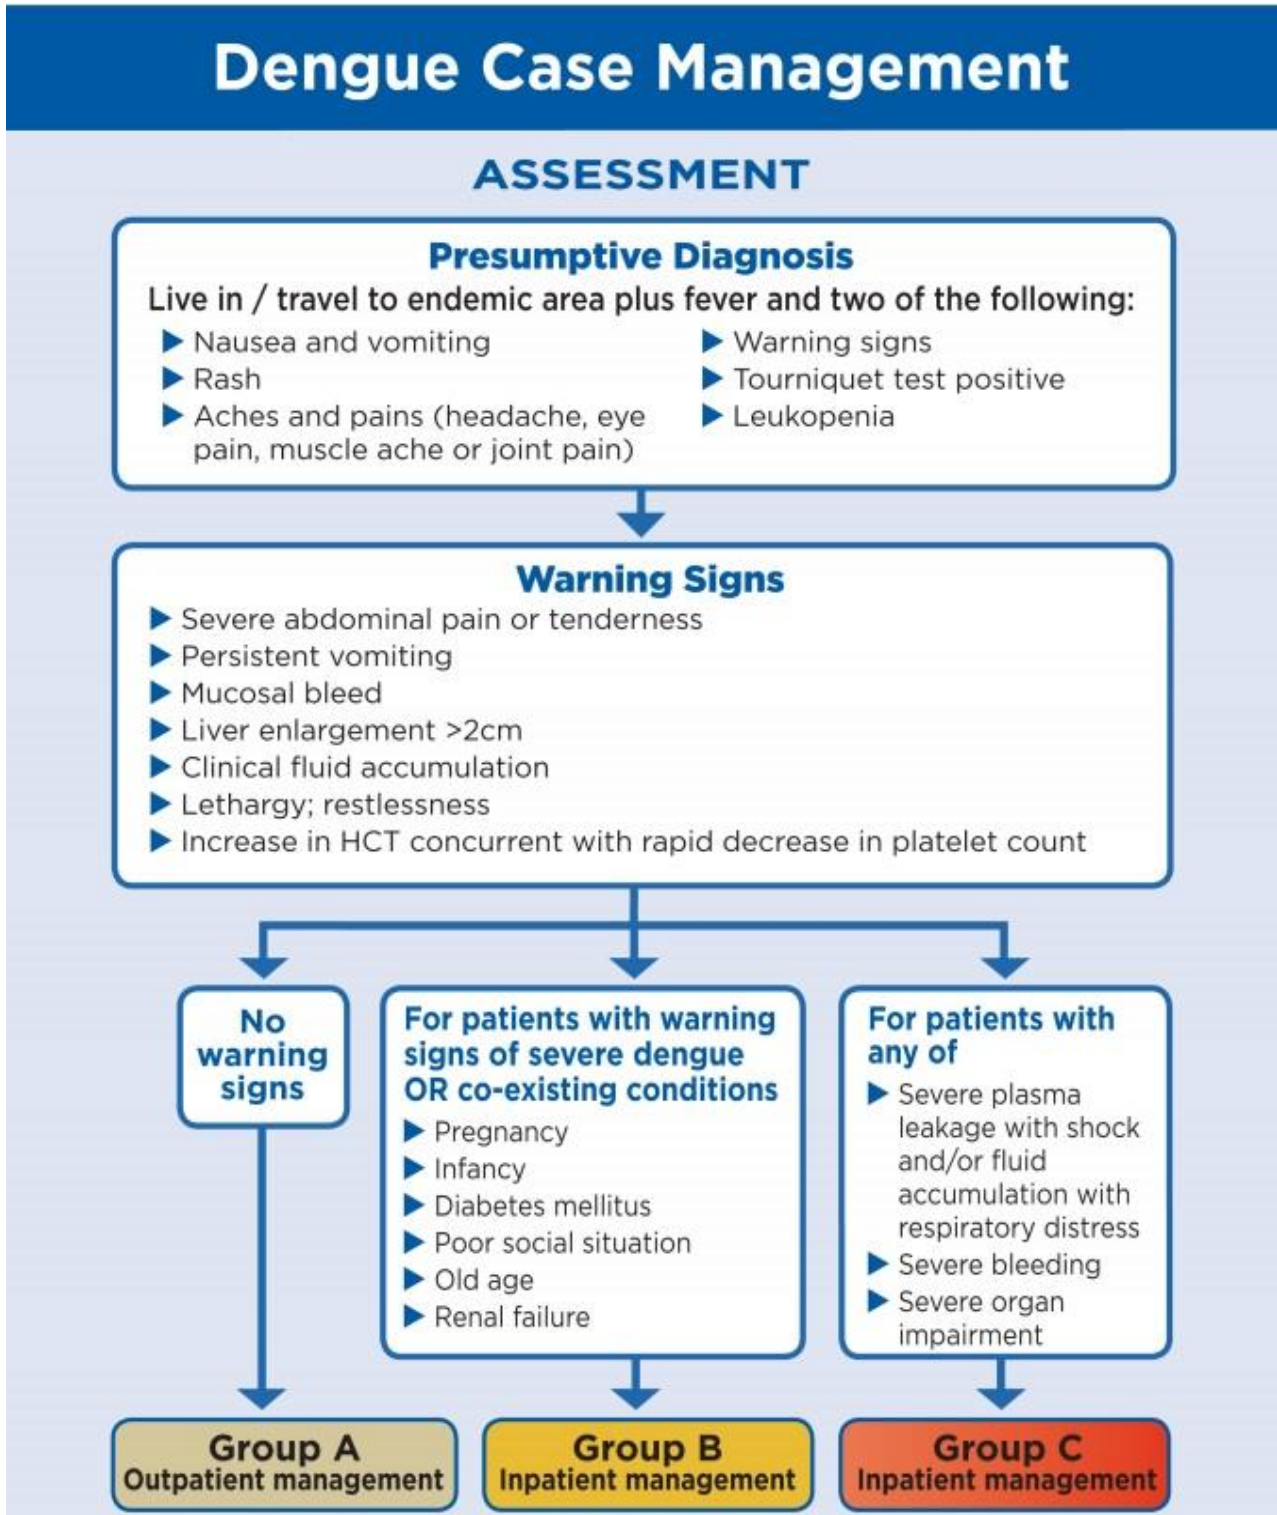 Dengue Case Management
ASSESSMENT
Presumptive Diagnosis
Live in / travel to endemic area plus fever and two of the following:
▶ Nausea and vomiting
▶ Rash
▶ Aches and pains (headache, eye
pain, muscle ache or joint pain)
▶ Warning signs
▶ Tourniquet test positive
▶ Leukopenia
Warning Signs
▶ Severe abdominal pain or tenderness
▶ Persistent vomiting
▶ Mucosal bleed
▶ Liver enlargement >2cm
▶ Clinical fluid accumulation
▶ Lethargy; restlessness
▶ Increase in HCT concurrent with rapid decrease in platelet count
No
warning
signs
For patients with warning
signs of severe dengue
OR co-existing conditions
▶ Pregnancy
▶ Infancy
▶ Diabetes mellitus
▶ Poor social situation
▶ Old age
▶ Renal failure
For patients with
any of
▶ Severe plasma
leakage with shock
and/or fluid
accumulation with
respiratory distress
▶ Severe bleeding
▶ Severe organ
impairment
Group A
Outpatient management
Group B
Inpatient management
Group C
Inpatient management